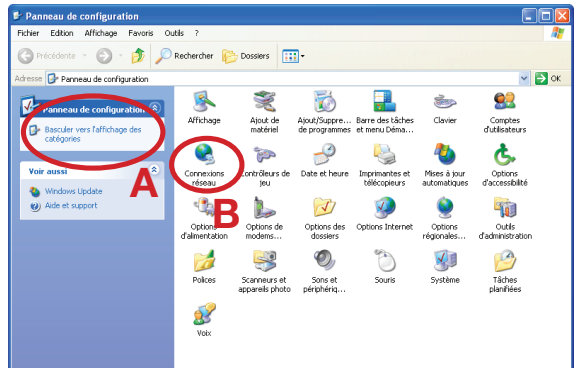 Panneau de configuration
Fichier Edition Affichage Favoris Outils ?
Précédente Rechercher Dossiers
Adresse Panneau de configuration OK
Panneau de configuration
Basculer vers l'affichage des
catégories
A
Voir aussi
Windows Update
Aide et support
Affichage
Ajout de
matériel
Ajout/Suppre...
de programmes
Barre des tâches
et menu Déma...
Clavier
Comptes
d'utilisateurs
Connexions
réseau
B
Contrôleurs de
jeu
Date et heure
Imprimantes et
télécopieurs
Mises à jour
automatiques
Options
d'accessibilité
Options
d'alimentation
Options de
modems...
Options des
dossiers
Options Internet
Options
régionales...
Outils
d'administration
Polices
Scanneurs et
appareils photo
Sons et
périphériq...
Souris
Système
Tâches
planifiées
Voix